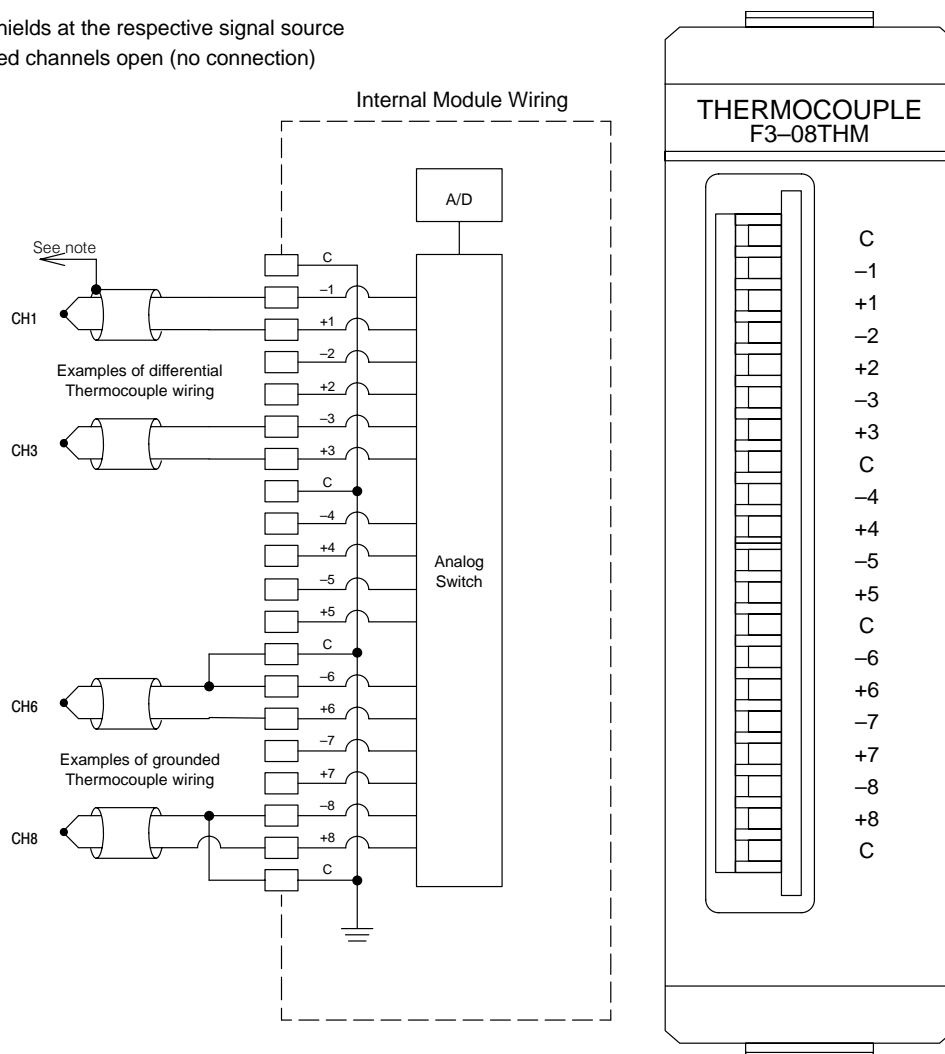 hields at the respective signal source
ed channels open (no connection)
Internal Module Wiring
A/D
See note
CH1
Examples of differential
Thermocouple wiring
CH3
CH6
Examples of grounded
Thermocouple wiring
CH8
C
–1
+1
–2
+2
–3
+3
C
–4
+4
–5
+5
C
–6
+6
–7
+7
–8
+8
C
Analog
Switch
THERMOCOUPLE
F3–08THM
C
–1
+1
–2
+2
–3
+3
C
–4
+4
–5
+5
C
–6
+6
–7
+7
–8
+8
C